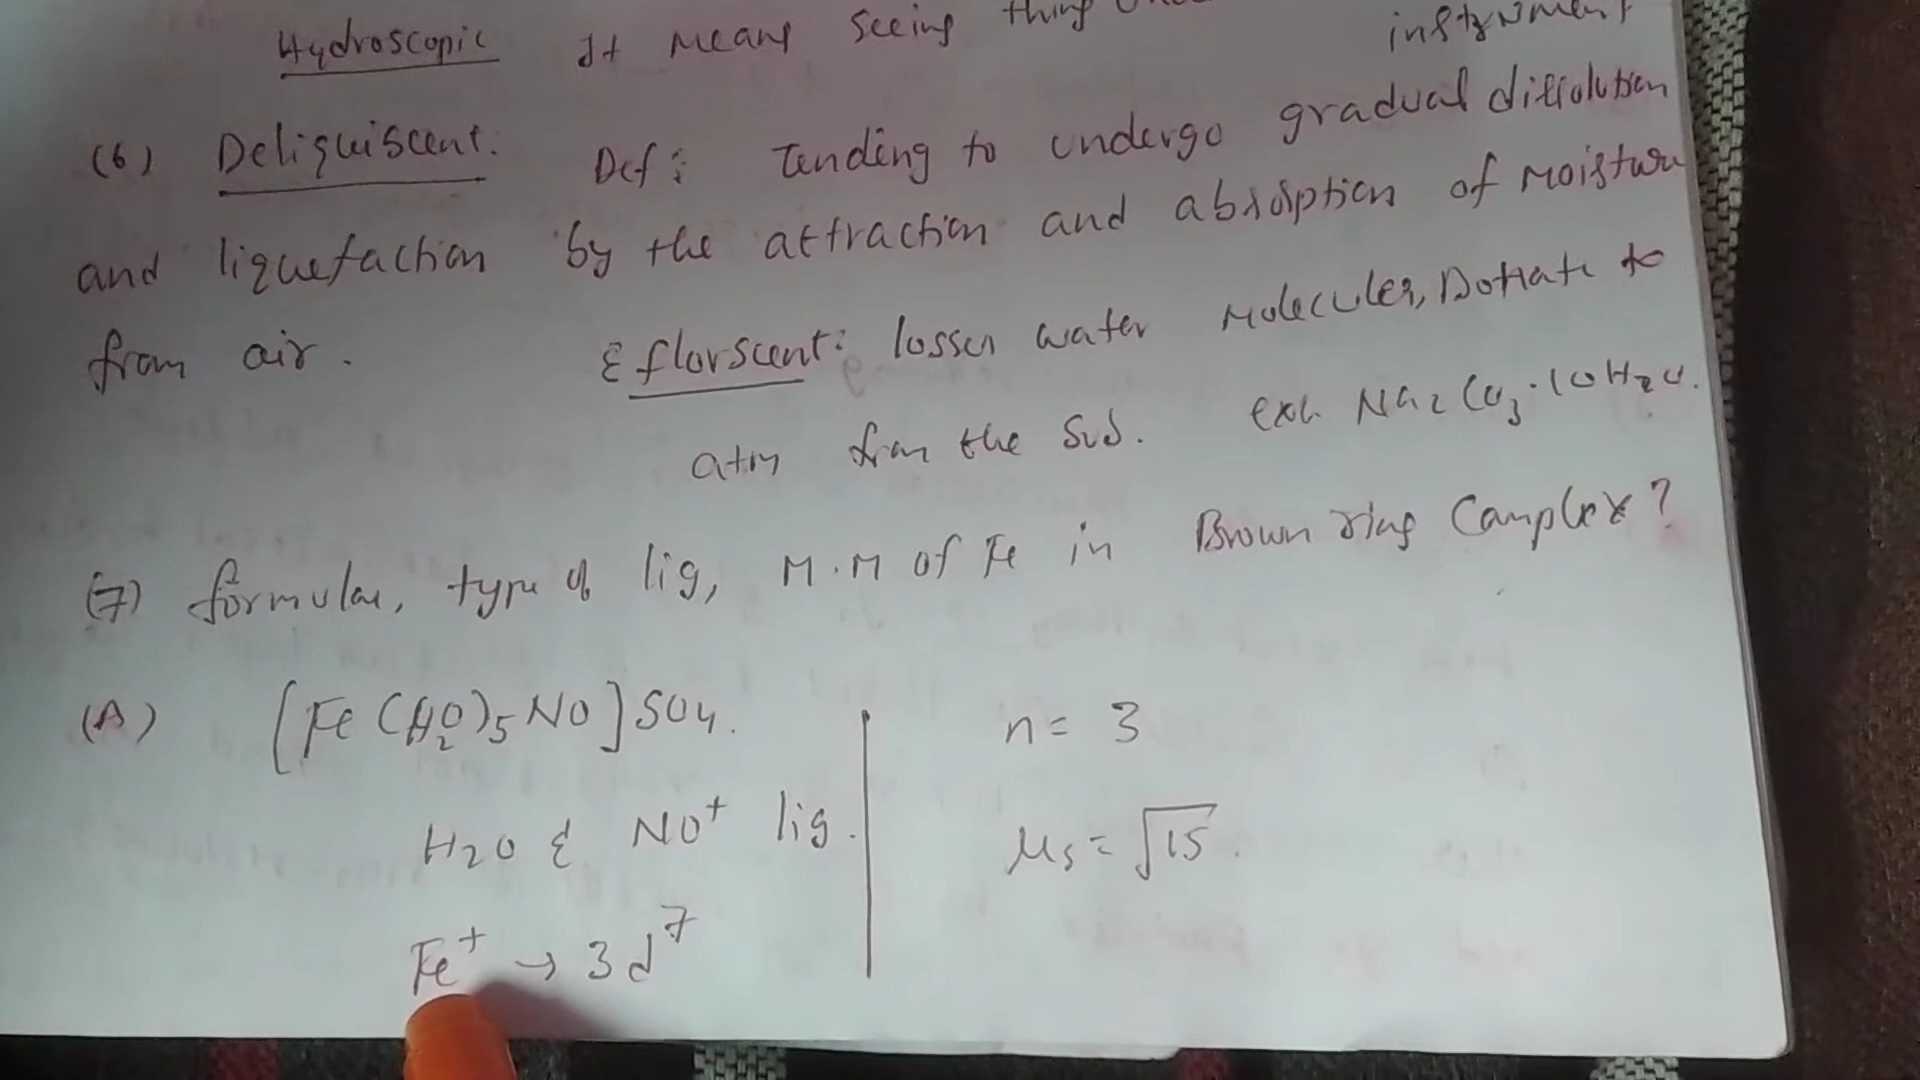 Hydroscopic It means seeing thing instrument
(6) Deliquiscent: Def: Tending to undergo gradual dissolution
and liquefaction by the attraction and absorption of moisture
from air. Eflorscent: losses water molecules, to
atm from the sub. ex: Na2CO3·10H2O.
(7) formulae, type of lig, M.M of Fe in Brown ring Complex?
(A) [Fe(H2O)5NO]SO4. n= 3
H2O & NO+ lig. μs = √15.
Fe+ → 3d7